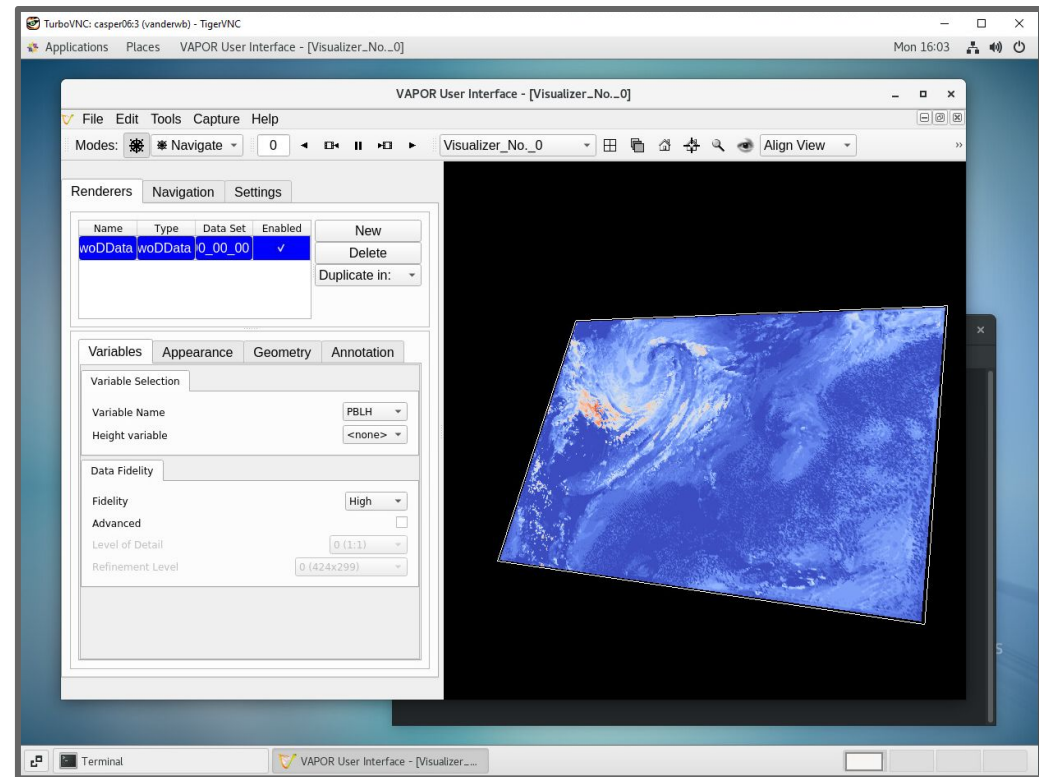 TurboVNC: casper06:3 (vanderwb) - TigerVNC
Applications Places VAPOR User Interface - [Visualizer_No._0] Mon 16:03
VAPOR User Interface - [Visualizer_No._0]
File Edit Tools Capture Help
Modes: Navigate 0 Visualizer_No._0 Align View »
Renderers Navigation Settings
Name Type Data Set Enabled
woDData woDData 0_00_00 ✓
New
Delete
Duplicate in:
Variables Appearance Geometry Annotation
Variable Selection
Variable Name PBLH
Height variable <none>
Data Fidelity
Fidelity High
Advanced
Level of Detail 0 (1:1)
Refinement Level 0 (424x299)
S
Terminal VAPOR User Interface - [Visualizer_...